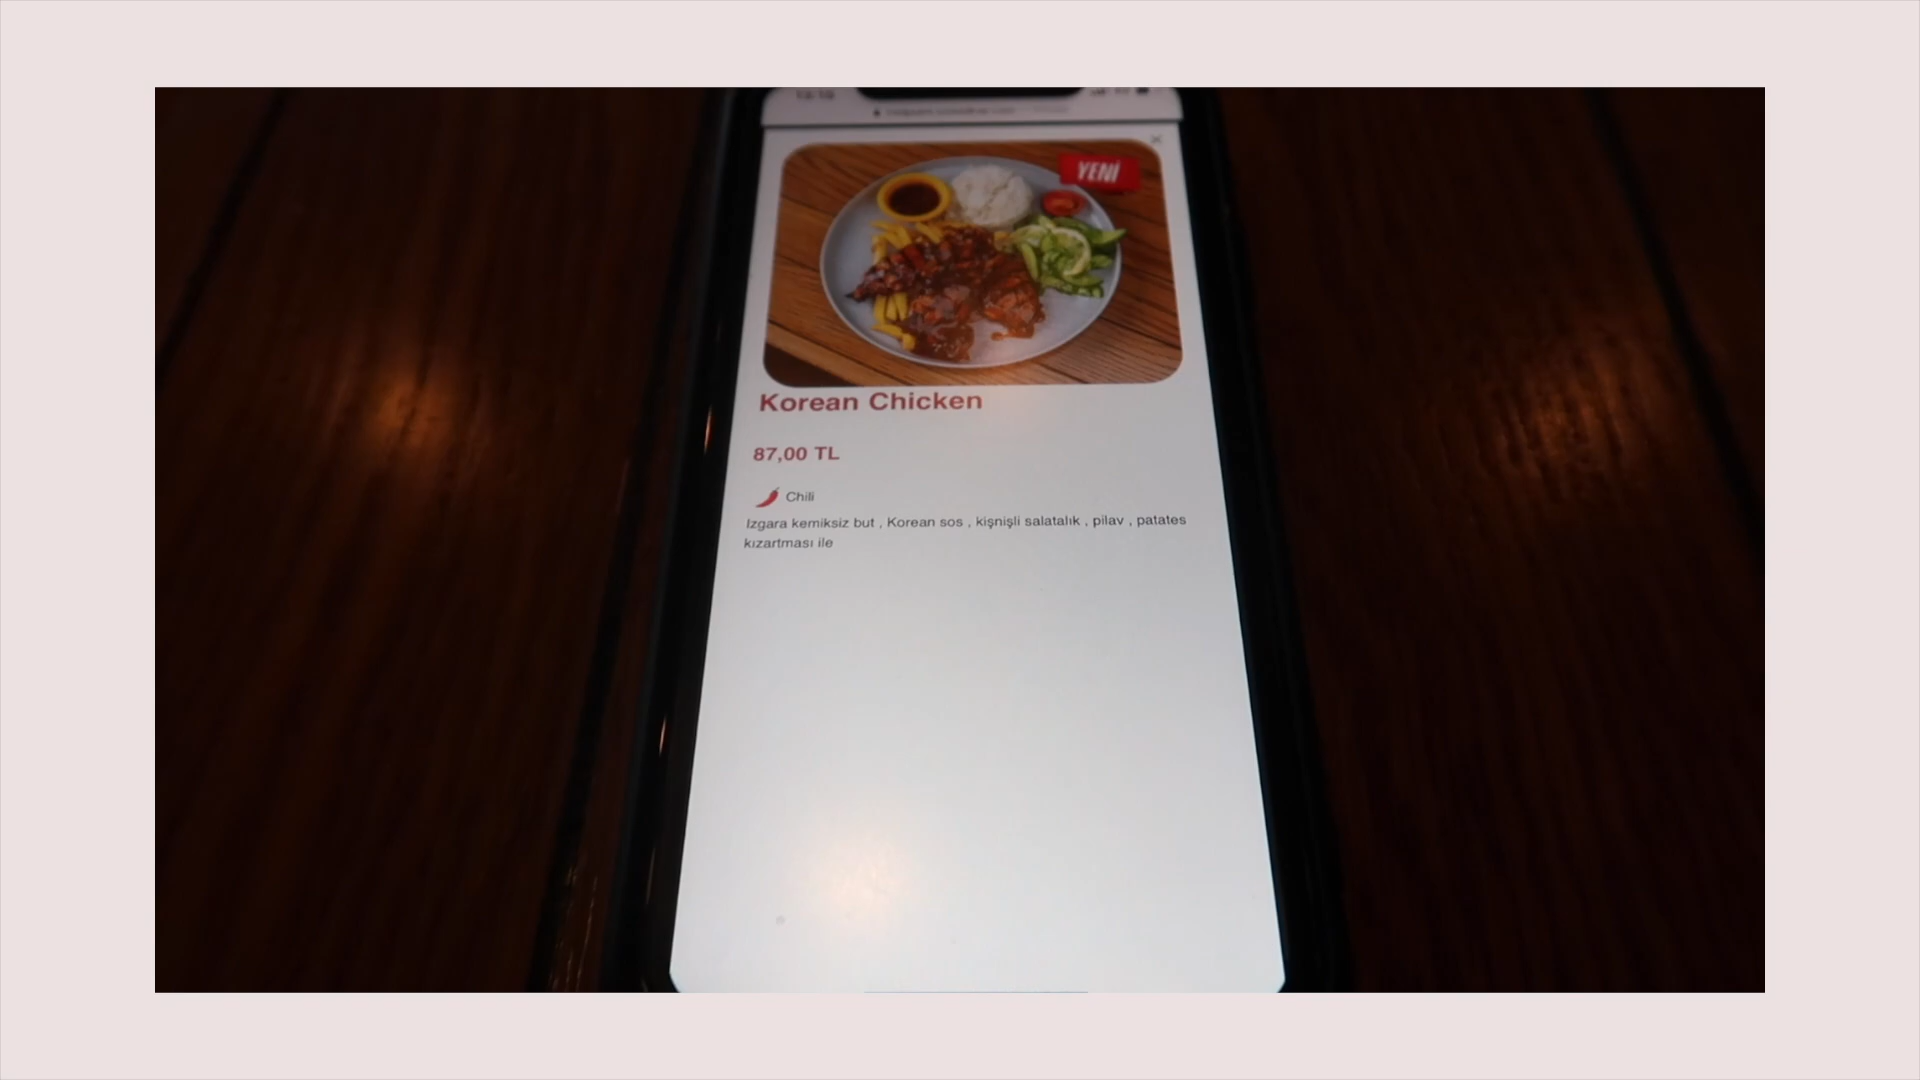 YENİ
Korean Chicken
87,00 TL
Chili
Izgara kemiksiz but , Korean sos , kişnişli salatalık , pilav , patates
kızartması ile